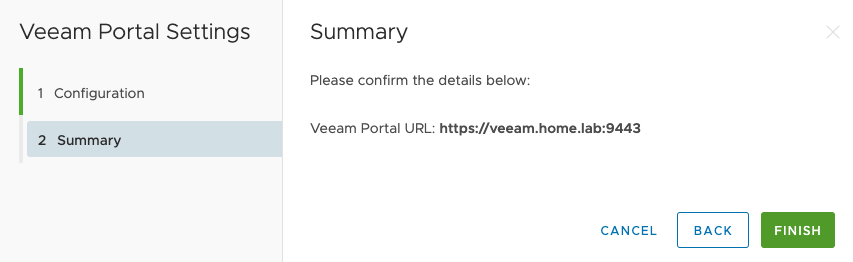 Veeam Portal Settings
1 Configuration
2 Summary
Summary
Please confirm the details below:
Veeam Portal URL: https://veeam.home.lab:9443
CANCEL
BACK
FINISH